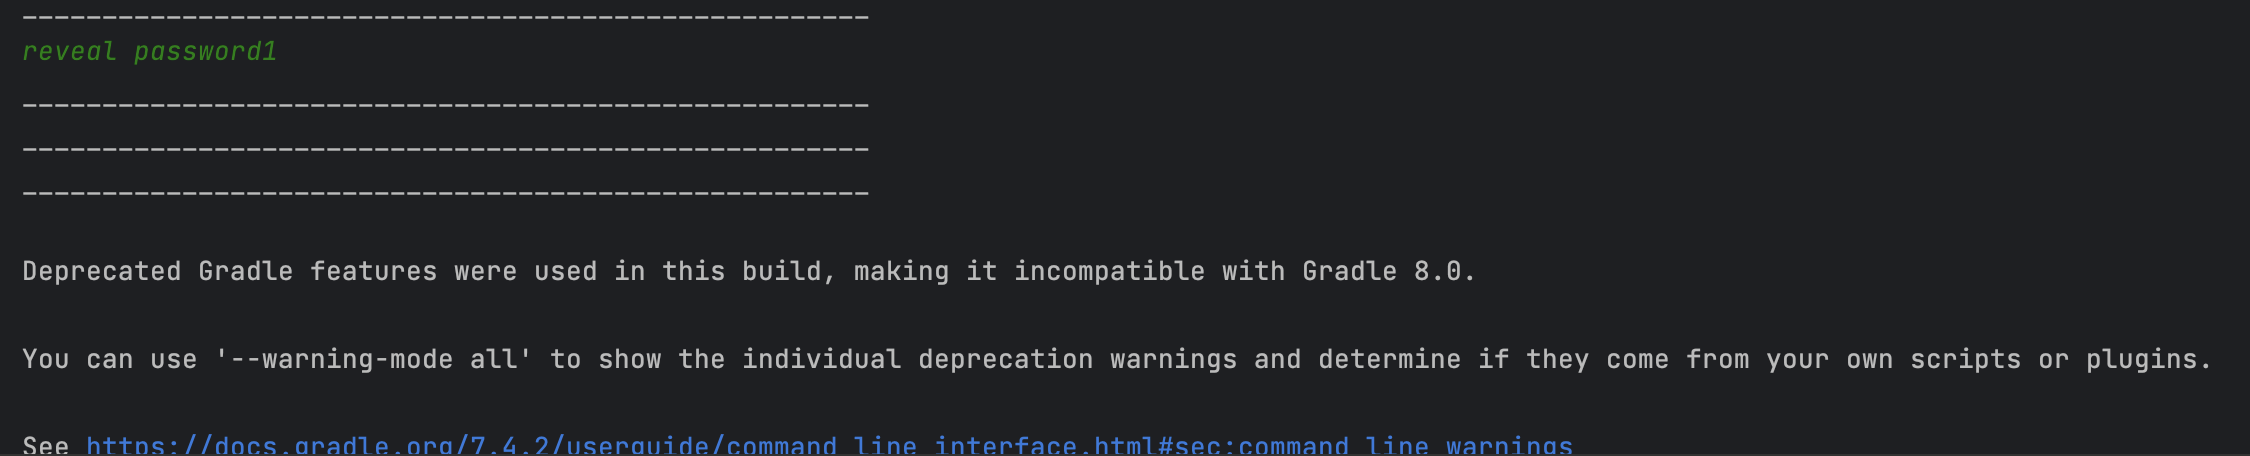 -----------------------------------------------------
reveal password1
-----------------------------------------------------
-----------------------------------------------------
-----------------------------------------------------
Deprecated Gradle features were used in this build, making it incompatible with Gradle 8.0.
You can use '--warning-mode all' to show the individual deprecation warnings and determine if they come from your own scripts or plugins.
See https://docs.gradle.org/7.4.2/userguide/command_line_interface.html#sec:command_line_warnings